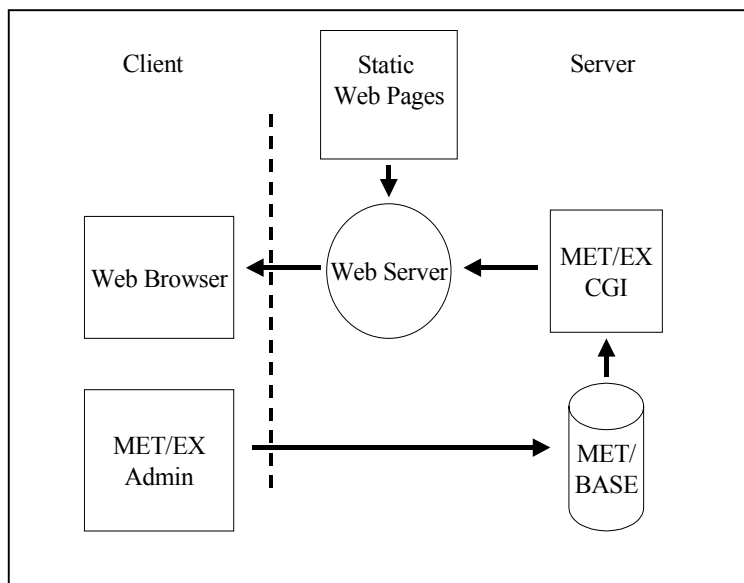 Client
Static
Web Pages
Server
Web Browser
Web Server
MET/EX
CGI
MET/EX
Admin
MET/
BASE